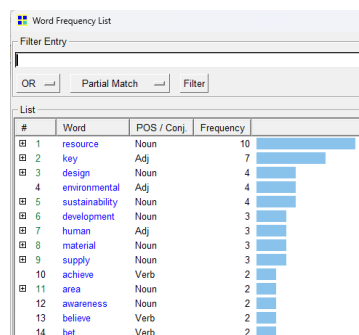 Word Frequency List
Filter Entry
OR Partial Match Filter
List
# Word POS / Conj. Frequency
1 resource Noun 10
2 key Adj 7
3 design Noun 4
4 environmental Adj 4
5 sustainability Noun 4
6 development Noun 3
7 human Adj 3
8 material Noun 3
9 supply Noun 3
10 achieve Verb 2
11 area Noun 2
12 awareness Noun 2
13 believe Verb 2
14 bet Verb 2